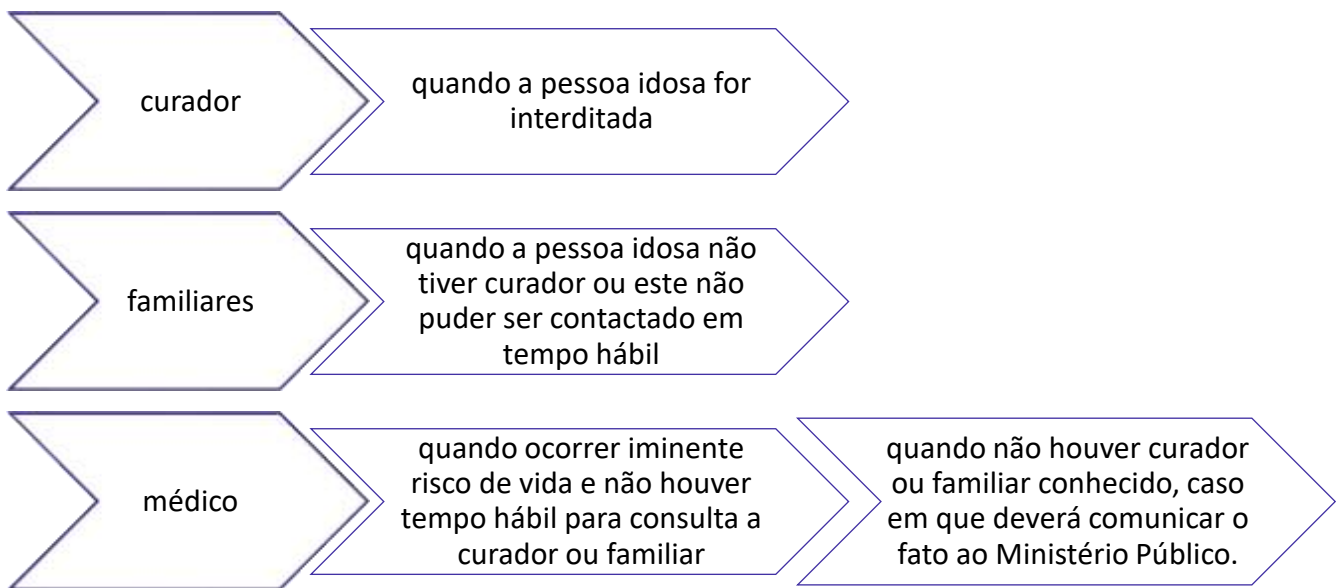 curador
quando a pessoa idosa for
interditada
familiares
quando a pessoa idosa não
tiver curador ou este não
puder ser contactado em
tempo hábil
médico
quando ocorrer iminente
risco de vida e não houver
tempo hábil para consulta a
curador ou familiar
quando não houver curador
ou familiar conhecido, caso
em que deverá comunicar o
fato ao Ministério Público.